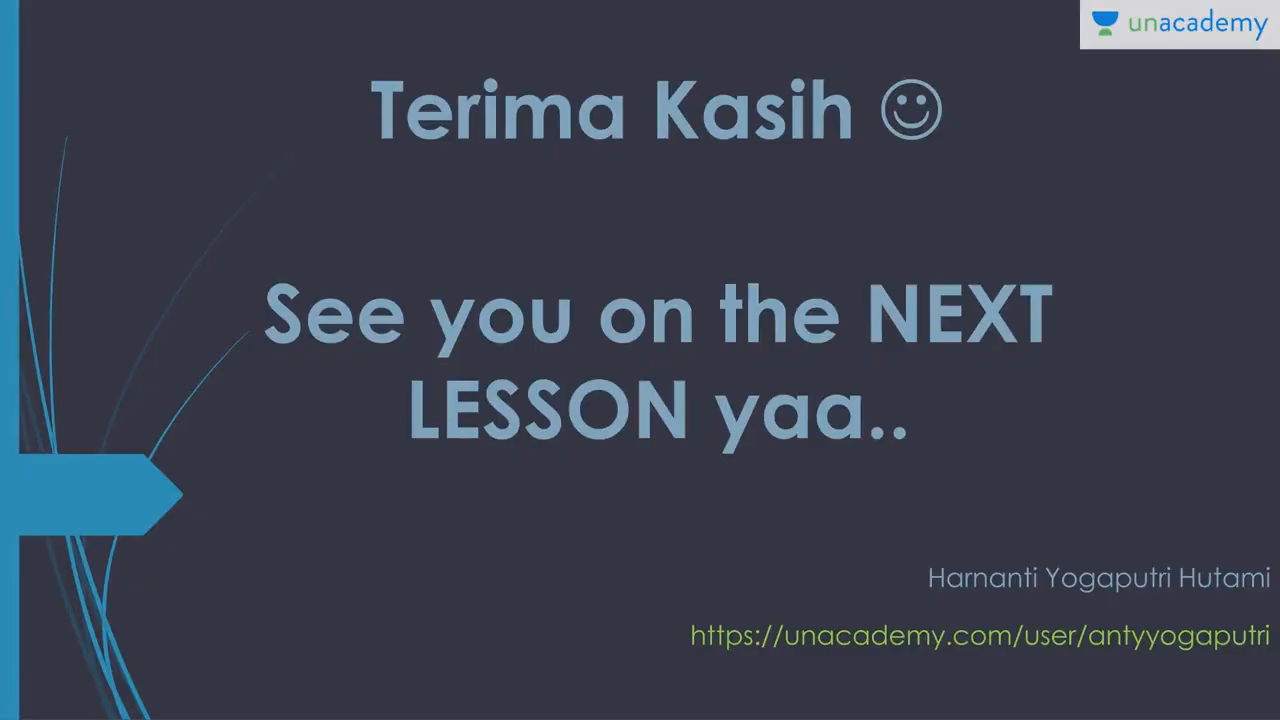 unacademy
Terima Kasih ☺
See you on the NEXT
LESSON yaa..
Harnanti Yogaputri Hutami
https://unacademy.com/user/antyyogaputri